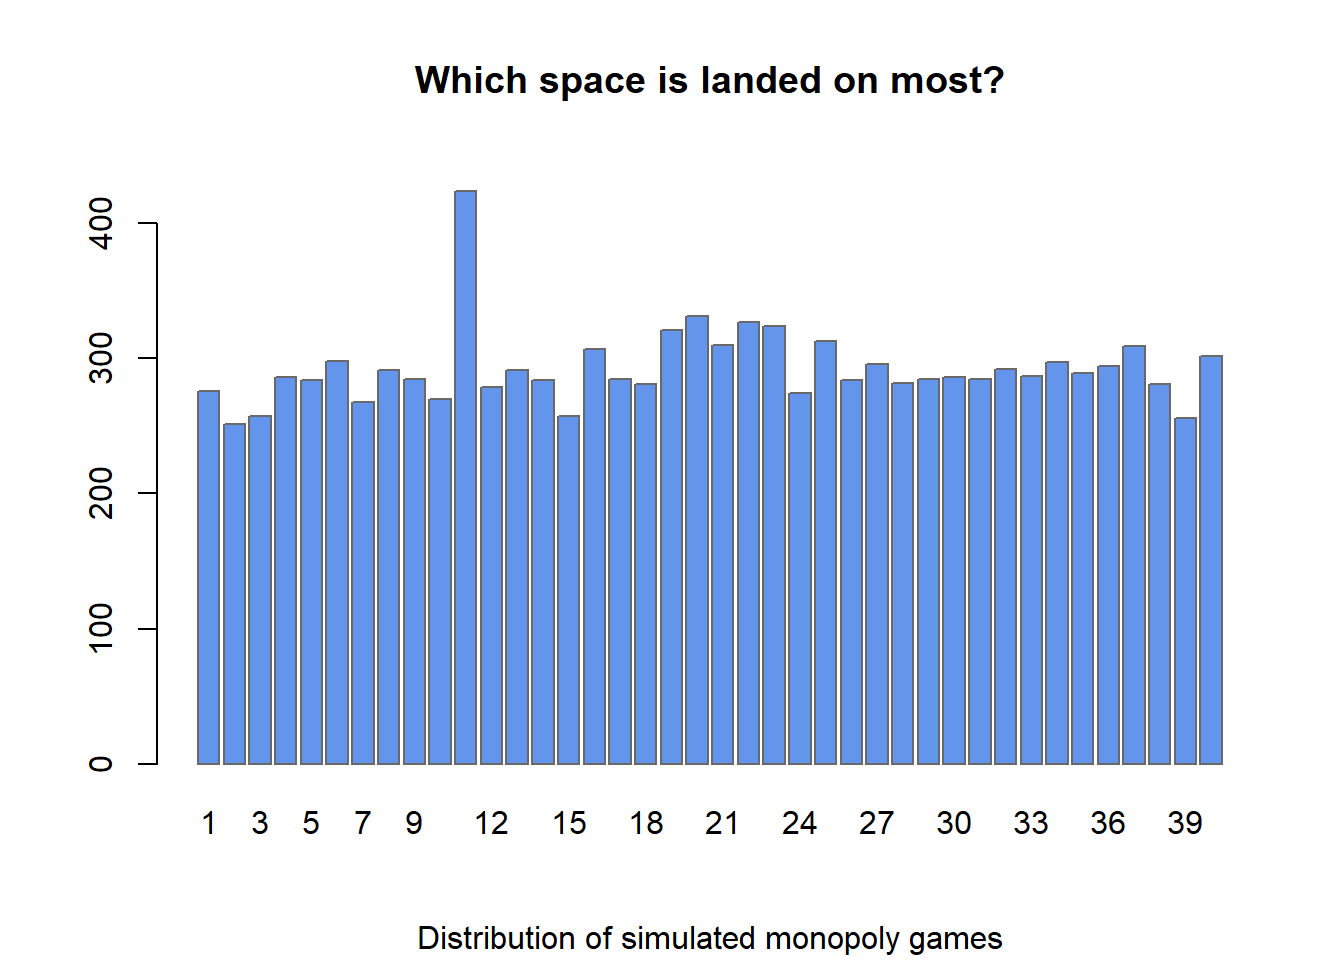 Which space is landed on most?
400
300
200
100
0
1 3 5 7 9 12 15 18 21 24 27 30 33 36 39
Distribution of simulated monopoly games